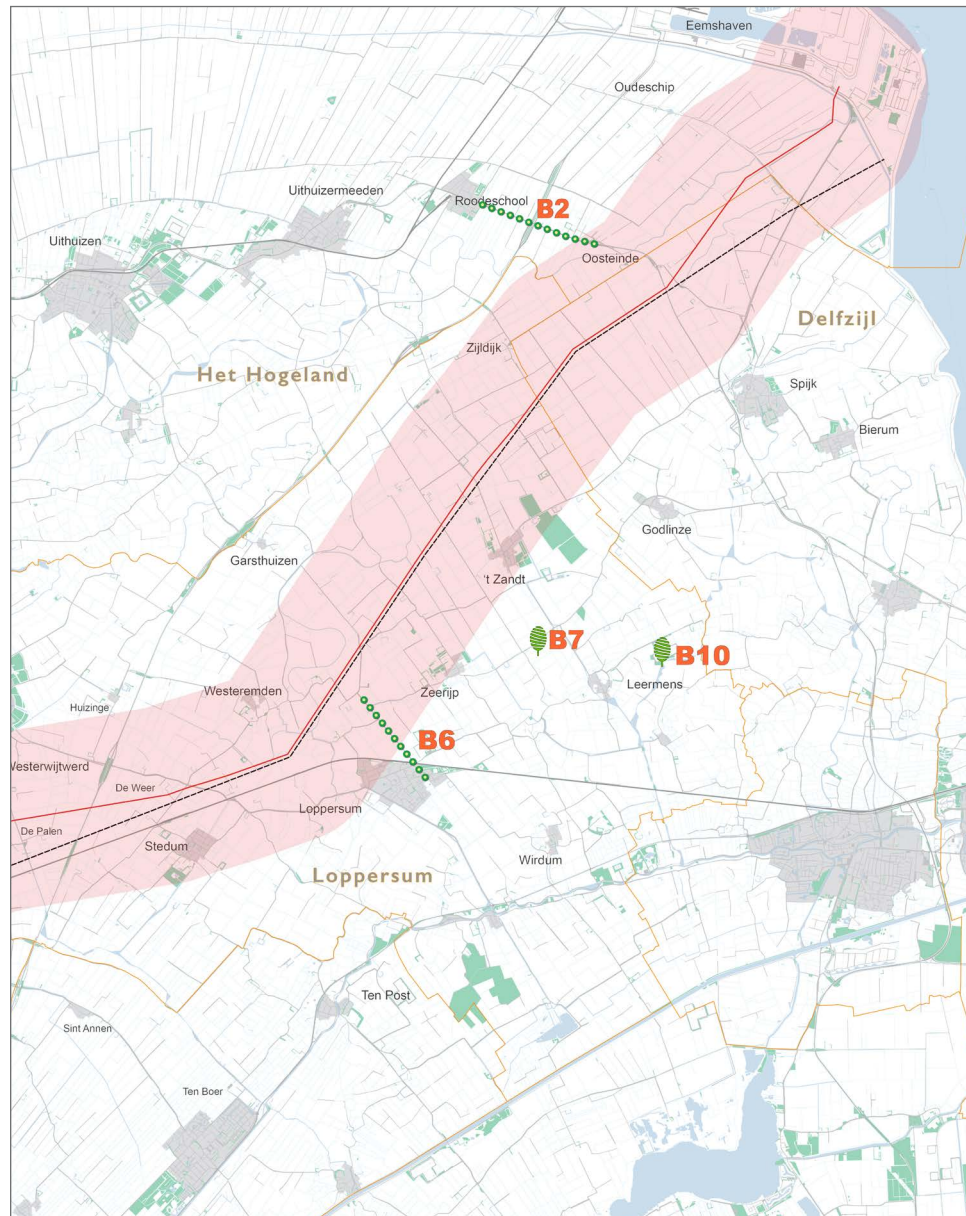 Eemshaven
Oudeschip
Uithuizermeeden
Roodeschool
B2
Uithuizen
Oosteinde
Delfzijl
Zijldijk
Het Hogeland
Spijk
Bierum
Godlinze
Garsthuizen
't Zandt
B7
B10
Leermens
Zeerijp
Westeremden
Huizinge
B6
Westerwijtwerd
De Weer
Loppersum
De Palen
Stedum
Wirdum
Loppersum
Ten Post
Sint Annen
Ten Boer